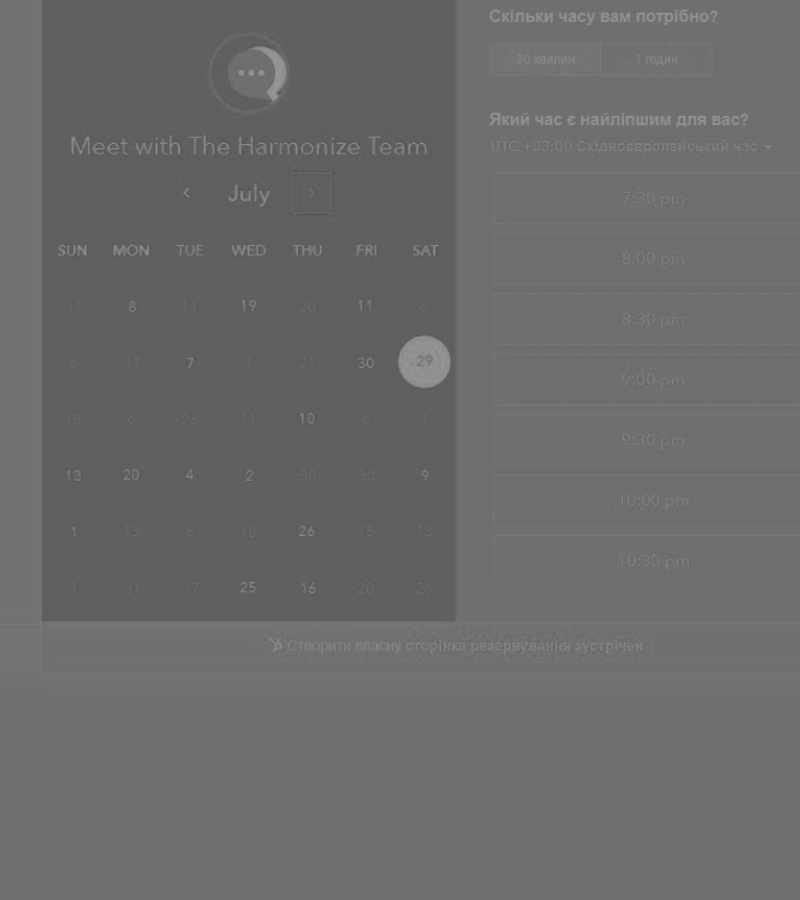 Meet with The Harmonize Team
July
SUN MON TUE WED THU FRI SAT
17 8 11 19 20 11 6
8 17 7 7 21 30 29
18 6 26 11 10 8 1
13 20 4 2 30 30 9
1 13 6 18 26 15 13
1 31 17 25 16 20 26
Скільки часу вам потрібно?
30 хвилин 1 годин
Який час є найліпшим для вас?
UTC +03:00 Східноєвропейський час
7:30 pm
8:00 pm
8:30 pm
9:00 pm
9:30 pm
10:00 pm
10:30 pm
Створити власну сторінка резервування зустрічей